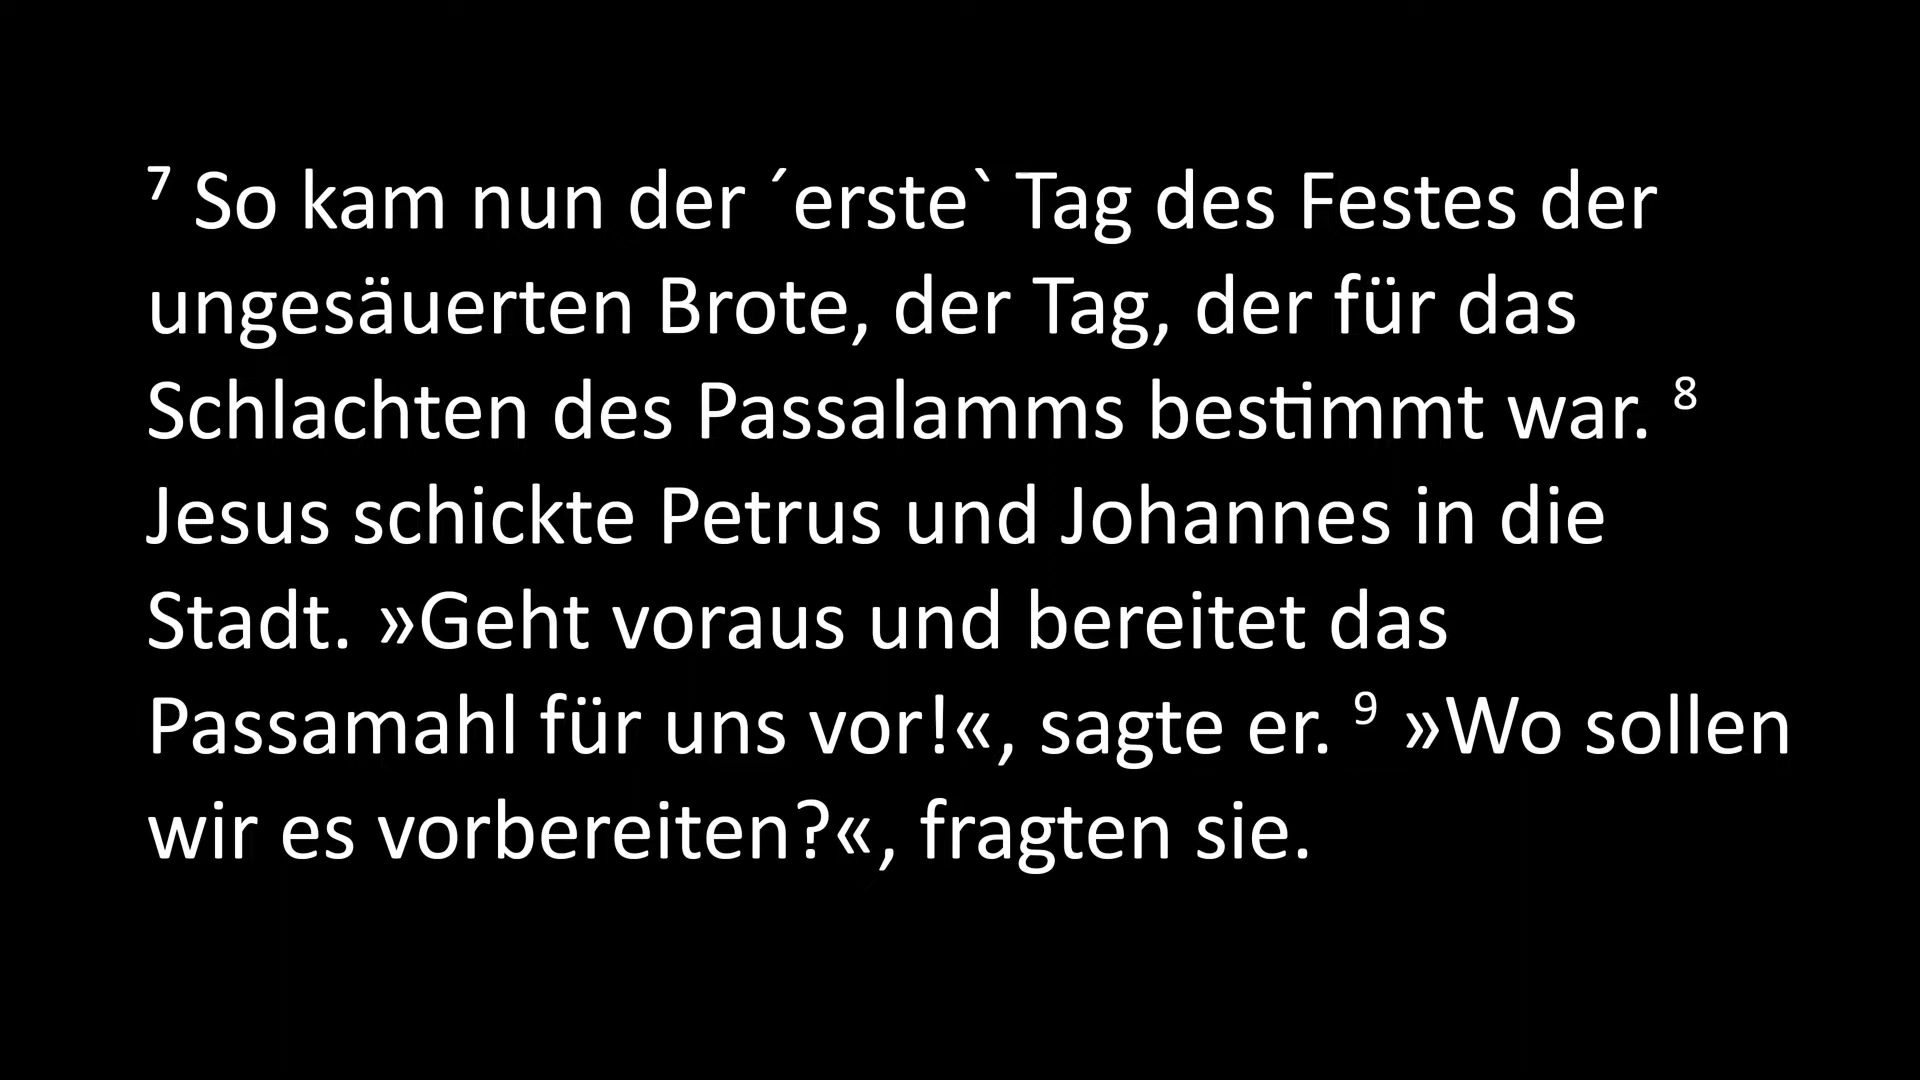 ⁷ So kam nun der ´erste` Tag des Festes der
ungesäuerten Brote, der Tag, der für das
Schlachten des Passalamms bestimmt war. ⁸
Jesus schickte Petrus und Johannes in die
Stadt. »Geht voraus und bereitet das
Passamahl für uns vor!«, sagte er. ⁹ »Wo sollen
wir es vorbereiten?«, fragten sie.